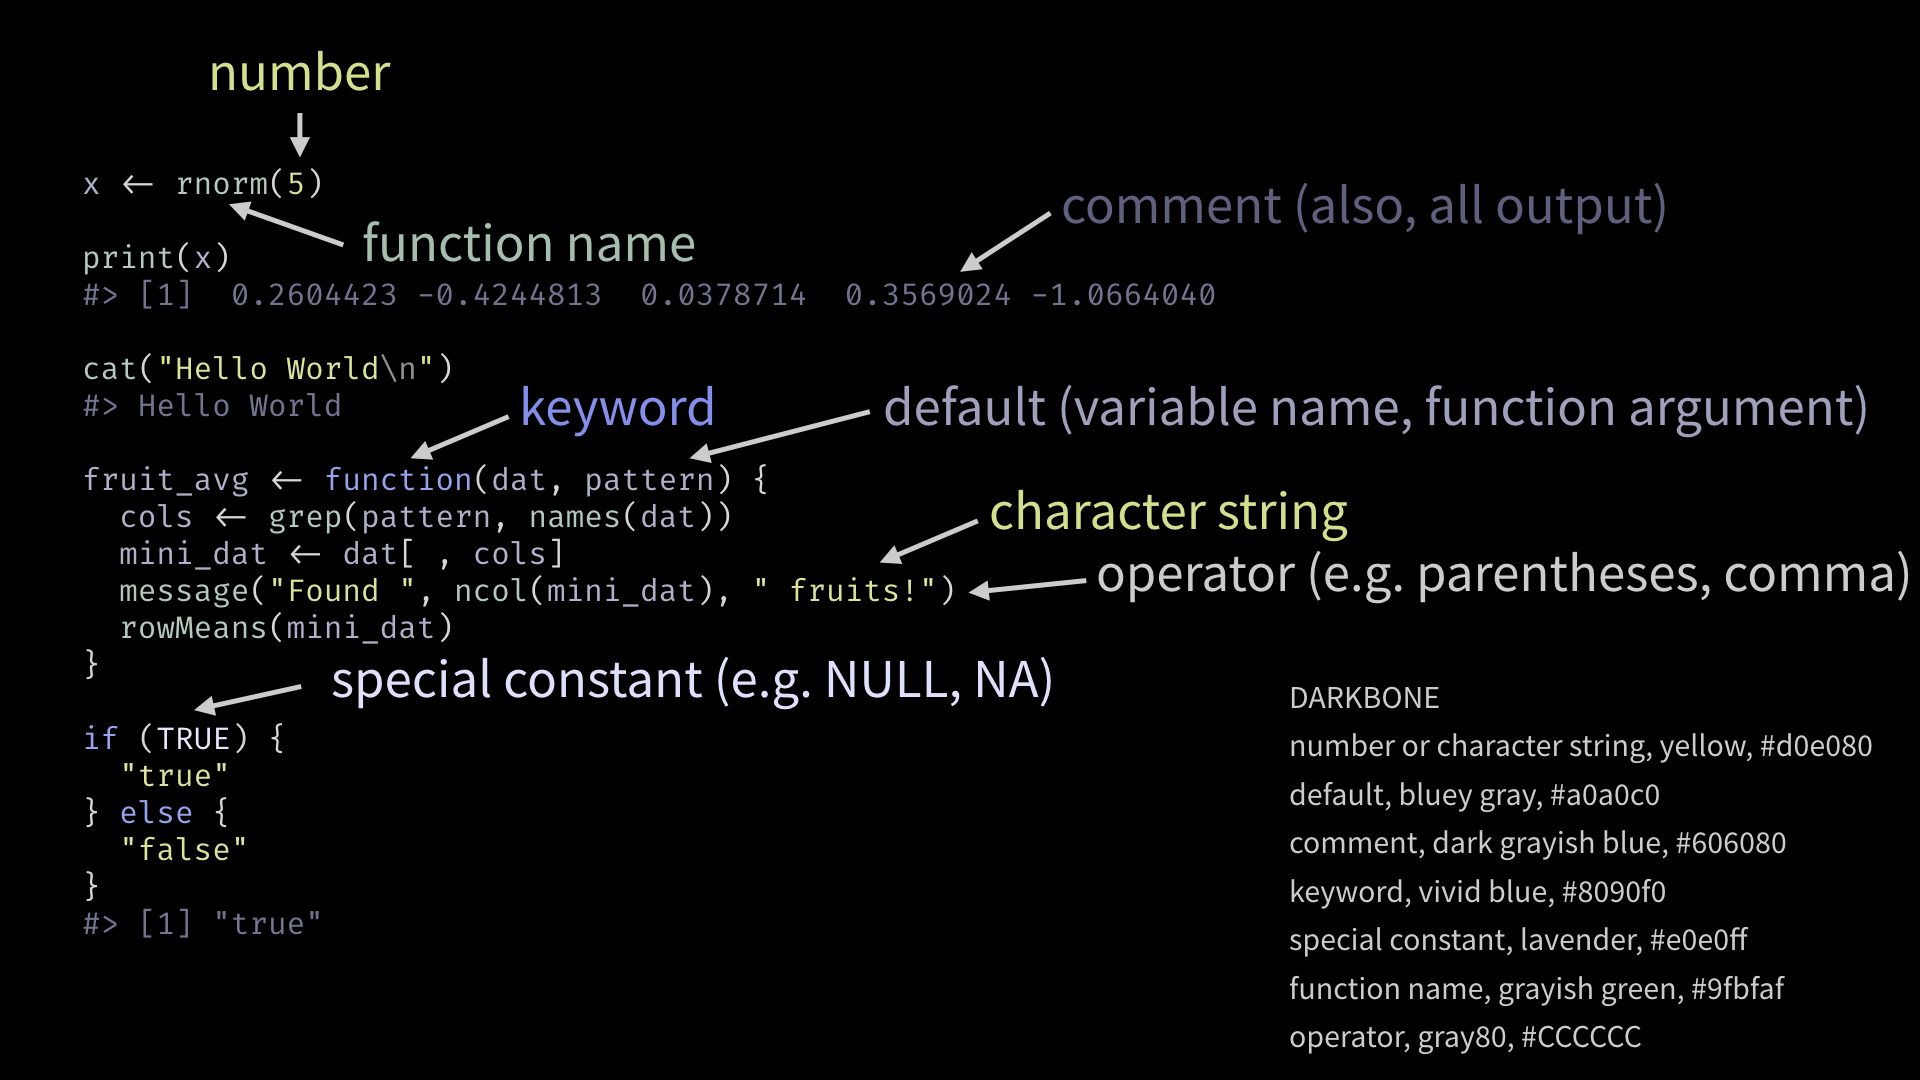 number
x <- rnorm(5)
function name
comment (also, all output)
print(x)
#> [1]  0.2604423 -0.4244813  0.0378714  0.3569024 -1.0664040
cat("Hello World\n")
#> Hello World
keyword
default (variable name, function argument)
fruit_avg <- function(dat, pattern) {
  cols <- grep(pattern, names(dat))
  mini_dat <- dat[ , cols]
  message("Found ", ncol(mini_dat), " fruits!")
  rowMeans(mini_dat)
}
character string
operator (e.g. parentheses, comma)
special constant (e.g. NULL, NA)
if (TRUE) {
  "true"
} else {
  "false"
}
#> [1] "true"
DARKBONE
number or character string, yellow, #d0e080
default, bluey gray, #a0a0c0
comment, dark grayish blue, #606080
keyword, vivid blue, #8090f0
special constant, lavender, #e0e0ff
function name, grayish green, #9fbfaf
operator, gray80, #CCCCCC